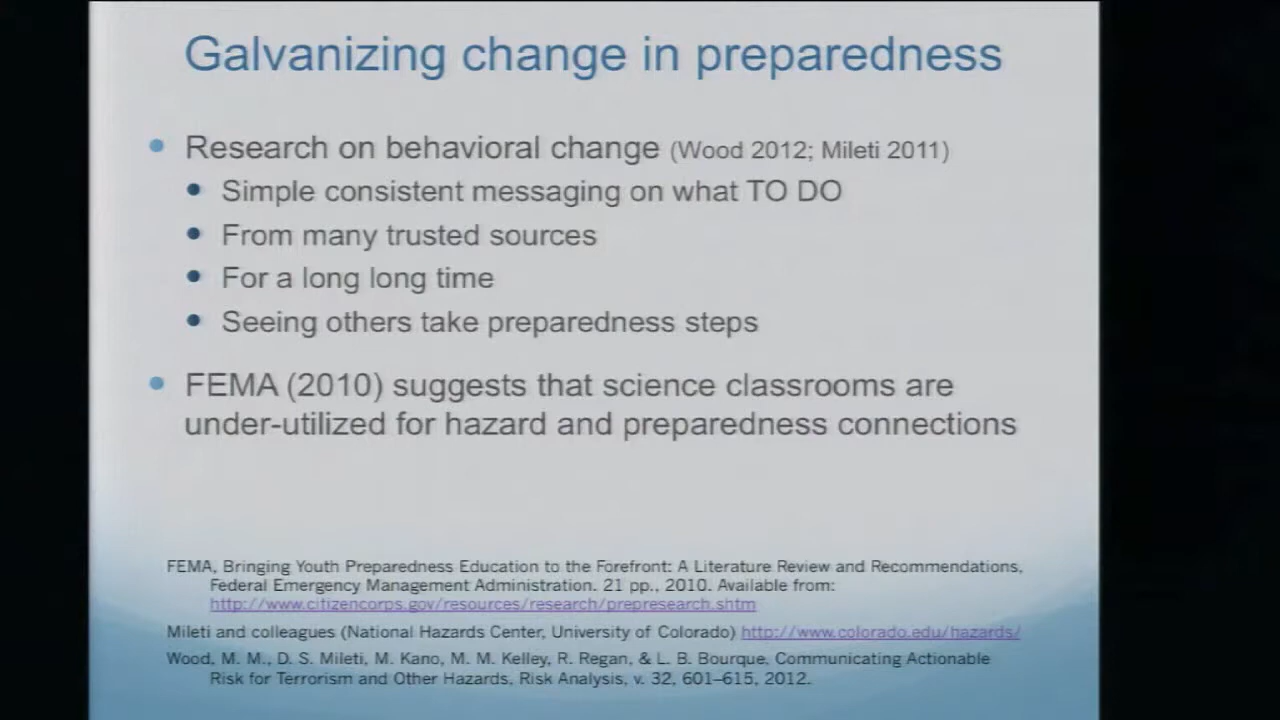 Galvanizing change in preparedness
Research on behavioral change (Wood 2012; Mileti 2011)
Simple consistent messaging on what TO DO
From many trusted sources
For a long long time
Seeing others take preparedness steps
FEMA (2010) suggests that science classrooms are
under-utilized for hazard and preparedness connections
FEMA, Bringing Youth Preparedness Education to the Forefront: A Literature Review and Recommendations,
Federal Emergency Management Administration. 21 pp., 2010. Available from:
http://www.citizencorps.gov/resources/research/prepresearch.shtm
Mileti and colleagues (National Hazards Center, University of Colorado) http://www.colorado.edu/hazards/
Wood, M. M., D. S. Mileti, M. Kano, M. M. Kelley, R. Regan, & L. B. Bourque, Communicating Actionable
Risk for Terrorism and Other Hazards, Risk Analysis, v. 32, 601–615, 2012.